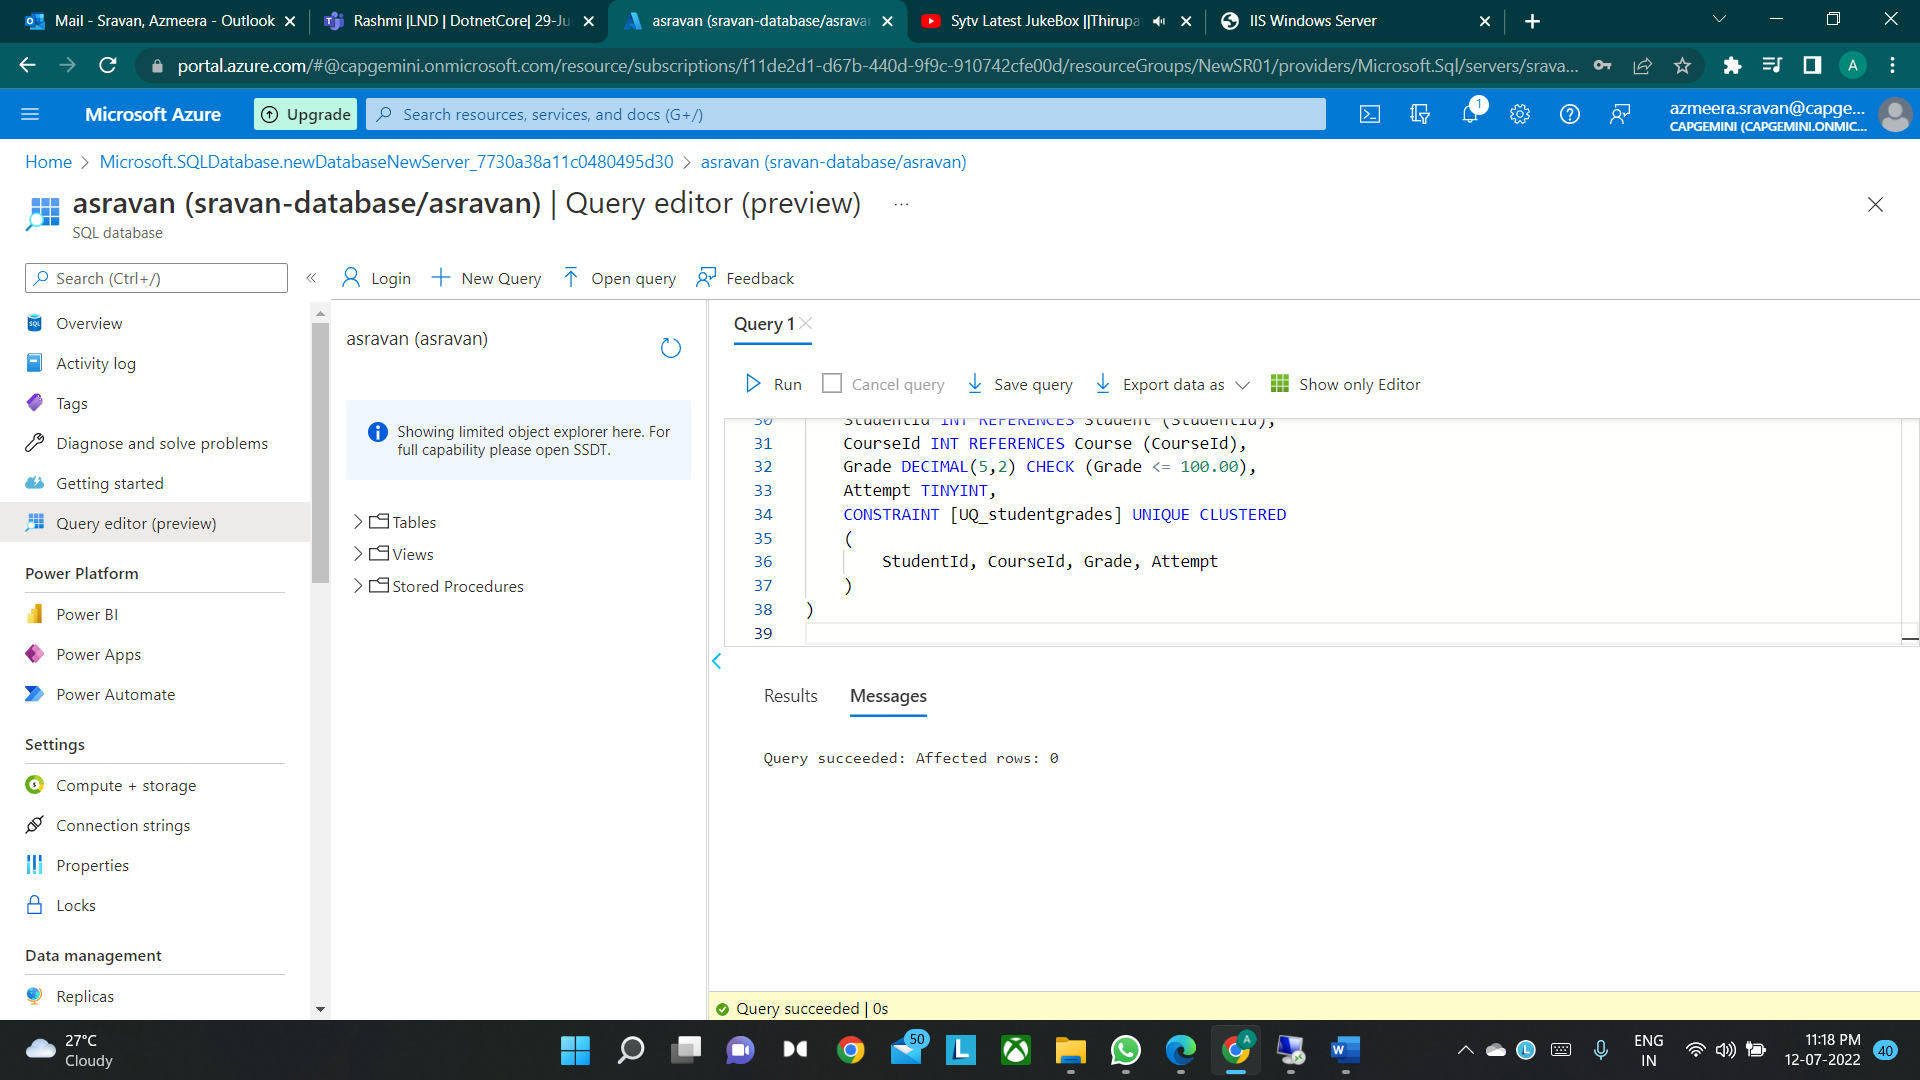 Mail - Sravan, Azmeera - Outlook
Rashmi |LND | DotnetCore| 29-Ju
asravan (sravan-database/asravan
Sytv Latest JukeBox ||Thirupa
IIS Windows Server
portal.azure.com/#@capgemini.onmicrosoft.com/resource/subscriptions/f11de2d1-d67b-440d-9f9c-910742cfe00d/resourceGroups/NewSR01/providers/Microsoft.Sql/servers/srava...
A
Microsoft Azure
Upgrade
Search resources, services, and docs (G+/)
1
azmeera.sravan@capge...
CAPGEMINI (CAPGEMINI.ONMIC...
Home > Microsoft.SQLDatabase.newDatabaseNewServer_7730a38a11c0480495d30 > asravan (sravan-database/asravan)
asravan (sravan-database/asravan) | Query editor (preview) ...
SQL database
Search (Ctrl+/)
Login
New Query
Open query
Feedback
Overview
Activity log
Tags
Diagnose and solve problems
Getting started
Query editor (preview)
Power Platform
Power BI
Power Apps
Power Automate
Settings
Compute + storage
Connection strings
Properties
Locks
Data management
Replicas
asravan (asravan)
Showing limited object explorer here. For
full capability please open SSDT.
Tables
Views
Stored Procedures
Query 1
Run
Cancel query
Save query
Export data as
Show only Editor
30 StudentId INT REFERENCES Student (StudentId),
31 CourseId INT REFERENCES Course (CourseId),
32 Grade DECIMAL(5,2) CHECK (Grade <= 100.00),
33 Attempt TINYINT,
34 CONSTRAINT [UQ_studentgrades] UNIQUE CLUSTERED
35 (
36 StudentId, CourseId, Grade, Attempt
37 )
38 )
39
Results
Messages
Query succeeded: Affected rows: 0
Query succeeded | 0s
27°C
Cloudy
50
L
A
ENG
IN
11:18 PM
12-07-2022
40